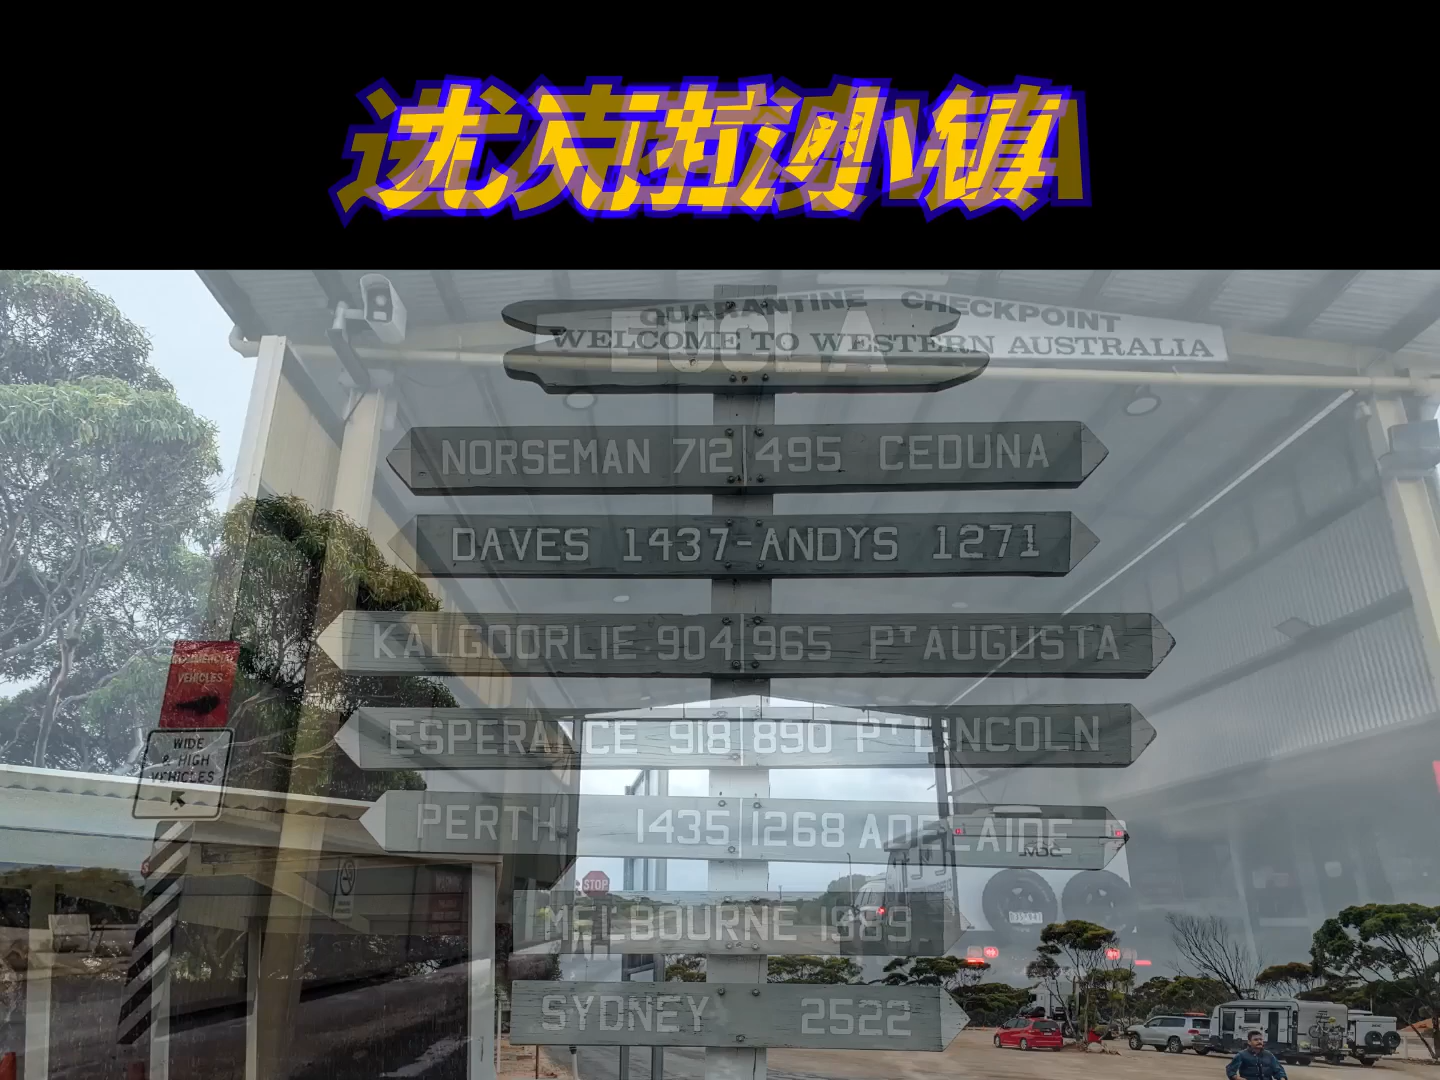 尤克拉小镇
QUARANTINE CHECKPOINT
WELCOME TO WESTERN AUSTRALIA
EUCLA
NORSEMAN 712 495 CEDUNA
DAVES 1437-ANDYS 1271
KALGOORLIE 904 965 PT AUGUSTA
ESPERANCE 918 890 PT LINCOLN
PERTH 1435 1268 ADELAIDE
MELBOURNE 1989
SYDNEY 2522
COMMERCIAL
VEHICLES
WIDE
& HIGH
VEHICLES
STOP